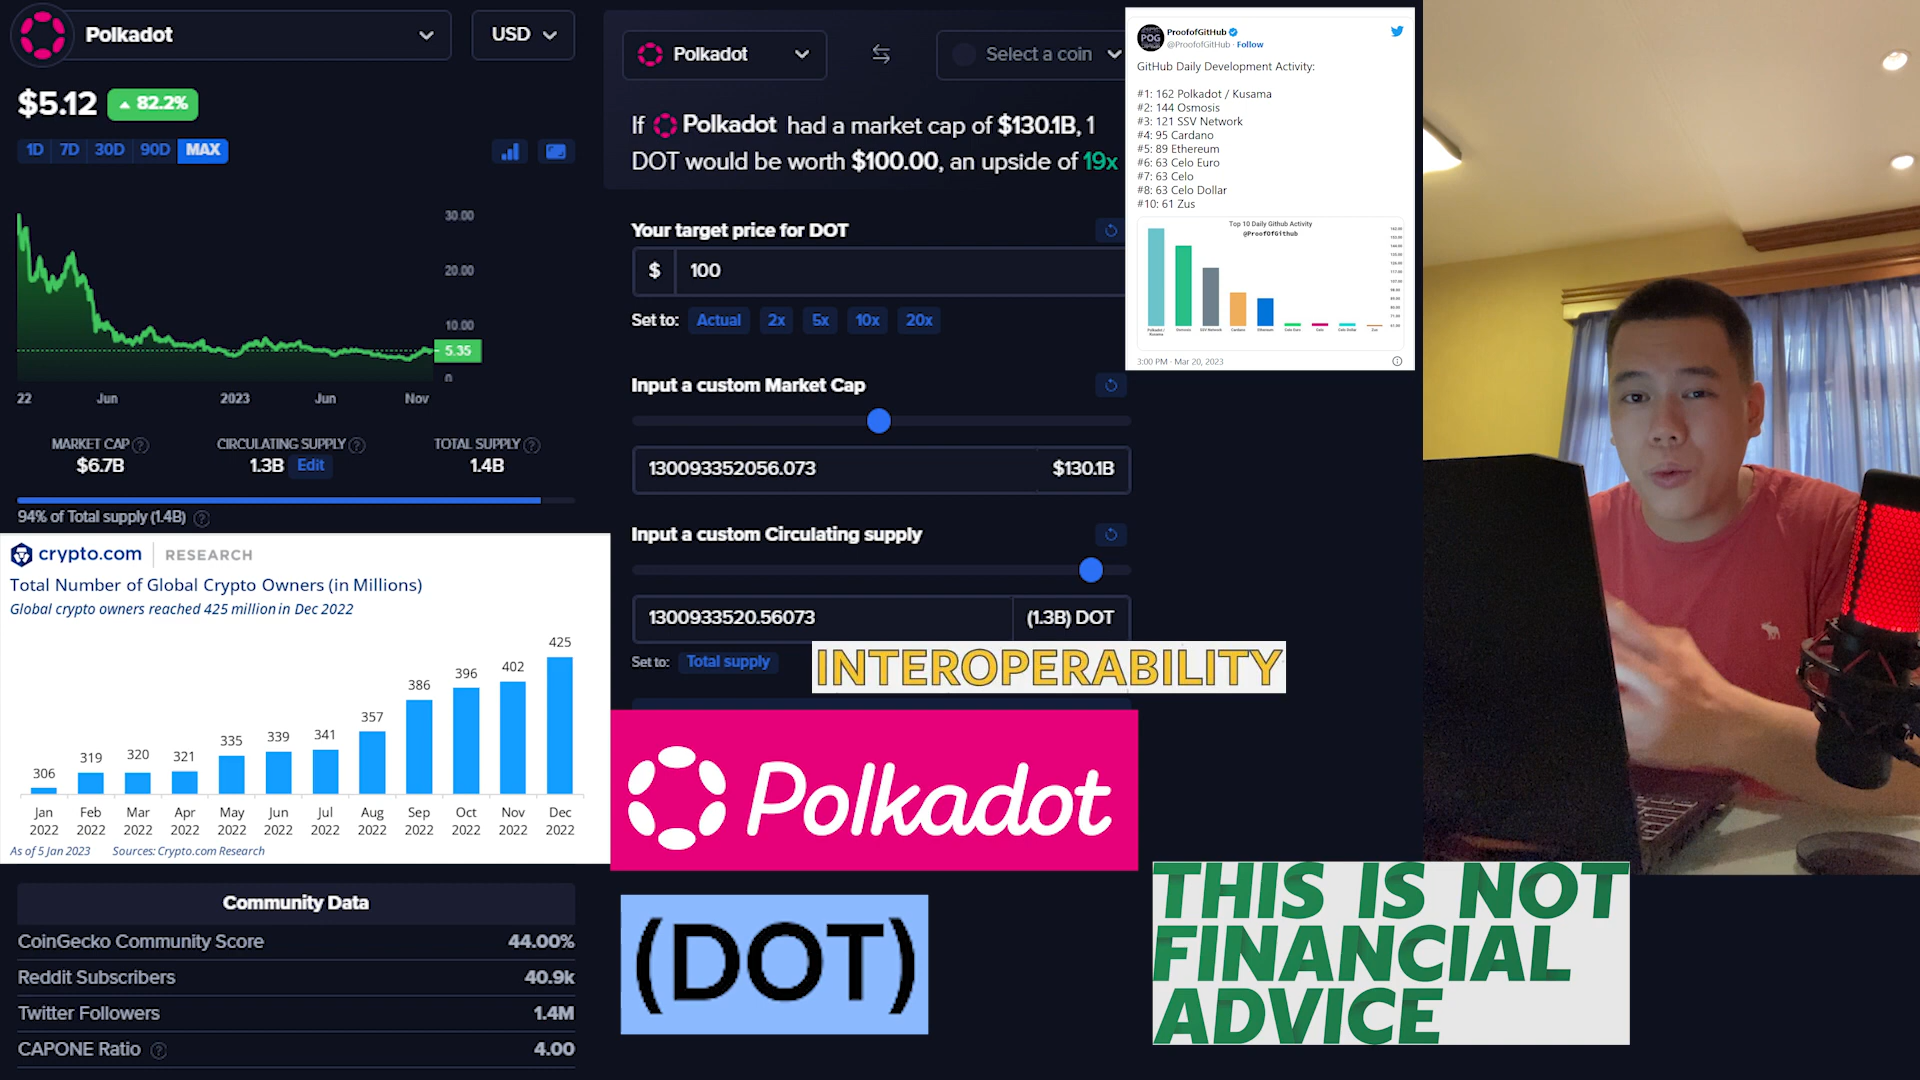 Polkadot
USD
$5.12
82.2%
1D 7D 30D 90D MAX
30.00
20.00
10.00
5.35
0
22 Jun 2023 Jun Nov
MARKET CAP
$6.7B
CIRCULATING SUPPLY
1.3B Edit
TOTAL SUPPLY
1.4B
94% of Total supply (1.4B)
crypto.com RESEARCH
Total Number of Global Crypto Owners (in Millions)
Global crypto owners reached 425 million in Dec 2022
306 319 320 321 335 339 341 357 386 396 402 425
Jan Feb Mar Apr May Jun Jul Aug Sep Oct Nov Dec
2022 2022 2022 2022 2022 2022 2022 2022 2022 2022 2022 2022
As of 5 Jan 2023 Sources: Crypto.com Research
Community Data
CoinGecko Community Score 44.00%
Reddit Subscribers 40.9k
Twitter Followers 1.4M
CAPONE Ratio 4.00
Polkadot
Select a coin
If Polkadot had a market cap of $130.1B, 1
DOT would be worth $100.00, an upside of 19x
Your target price for DOT
$ 100
Set to: Actual 2x 5x 10x 20x
Input a custom Market Cap
130093352056.073 $130.1B
Input a custom Circulating supply
1300933520.56073 (1.3B) DOT
Set to: Total supply
INTEROPERABILITY
Polkadot
(DOT)
POG
ProofofGitHub
@ProofofGitHub · Follow
GitHub Daily Development Activity:
#1: 162 Polkadot / Kusama
#2: 144 Osmosis
#3: 121 SSV Network
#4: 95 Cardano
#5: 89 Ethereum
#6: 63 Celo Euro
#7: 63 Celo
#8: 63 Celo Dollar
#10: 61 Zus
Top 10 Daily Github Activity
@ProofOfGithub
3:00 PM · Mar 20, 2023
THIS IS NOT
FINANCIAL
ADVICE